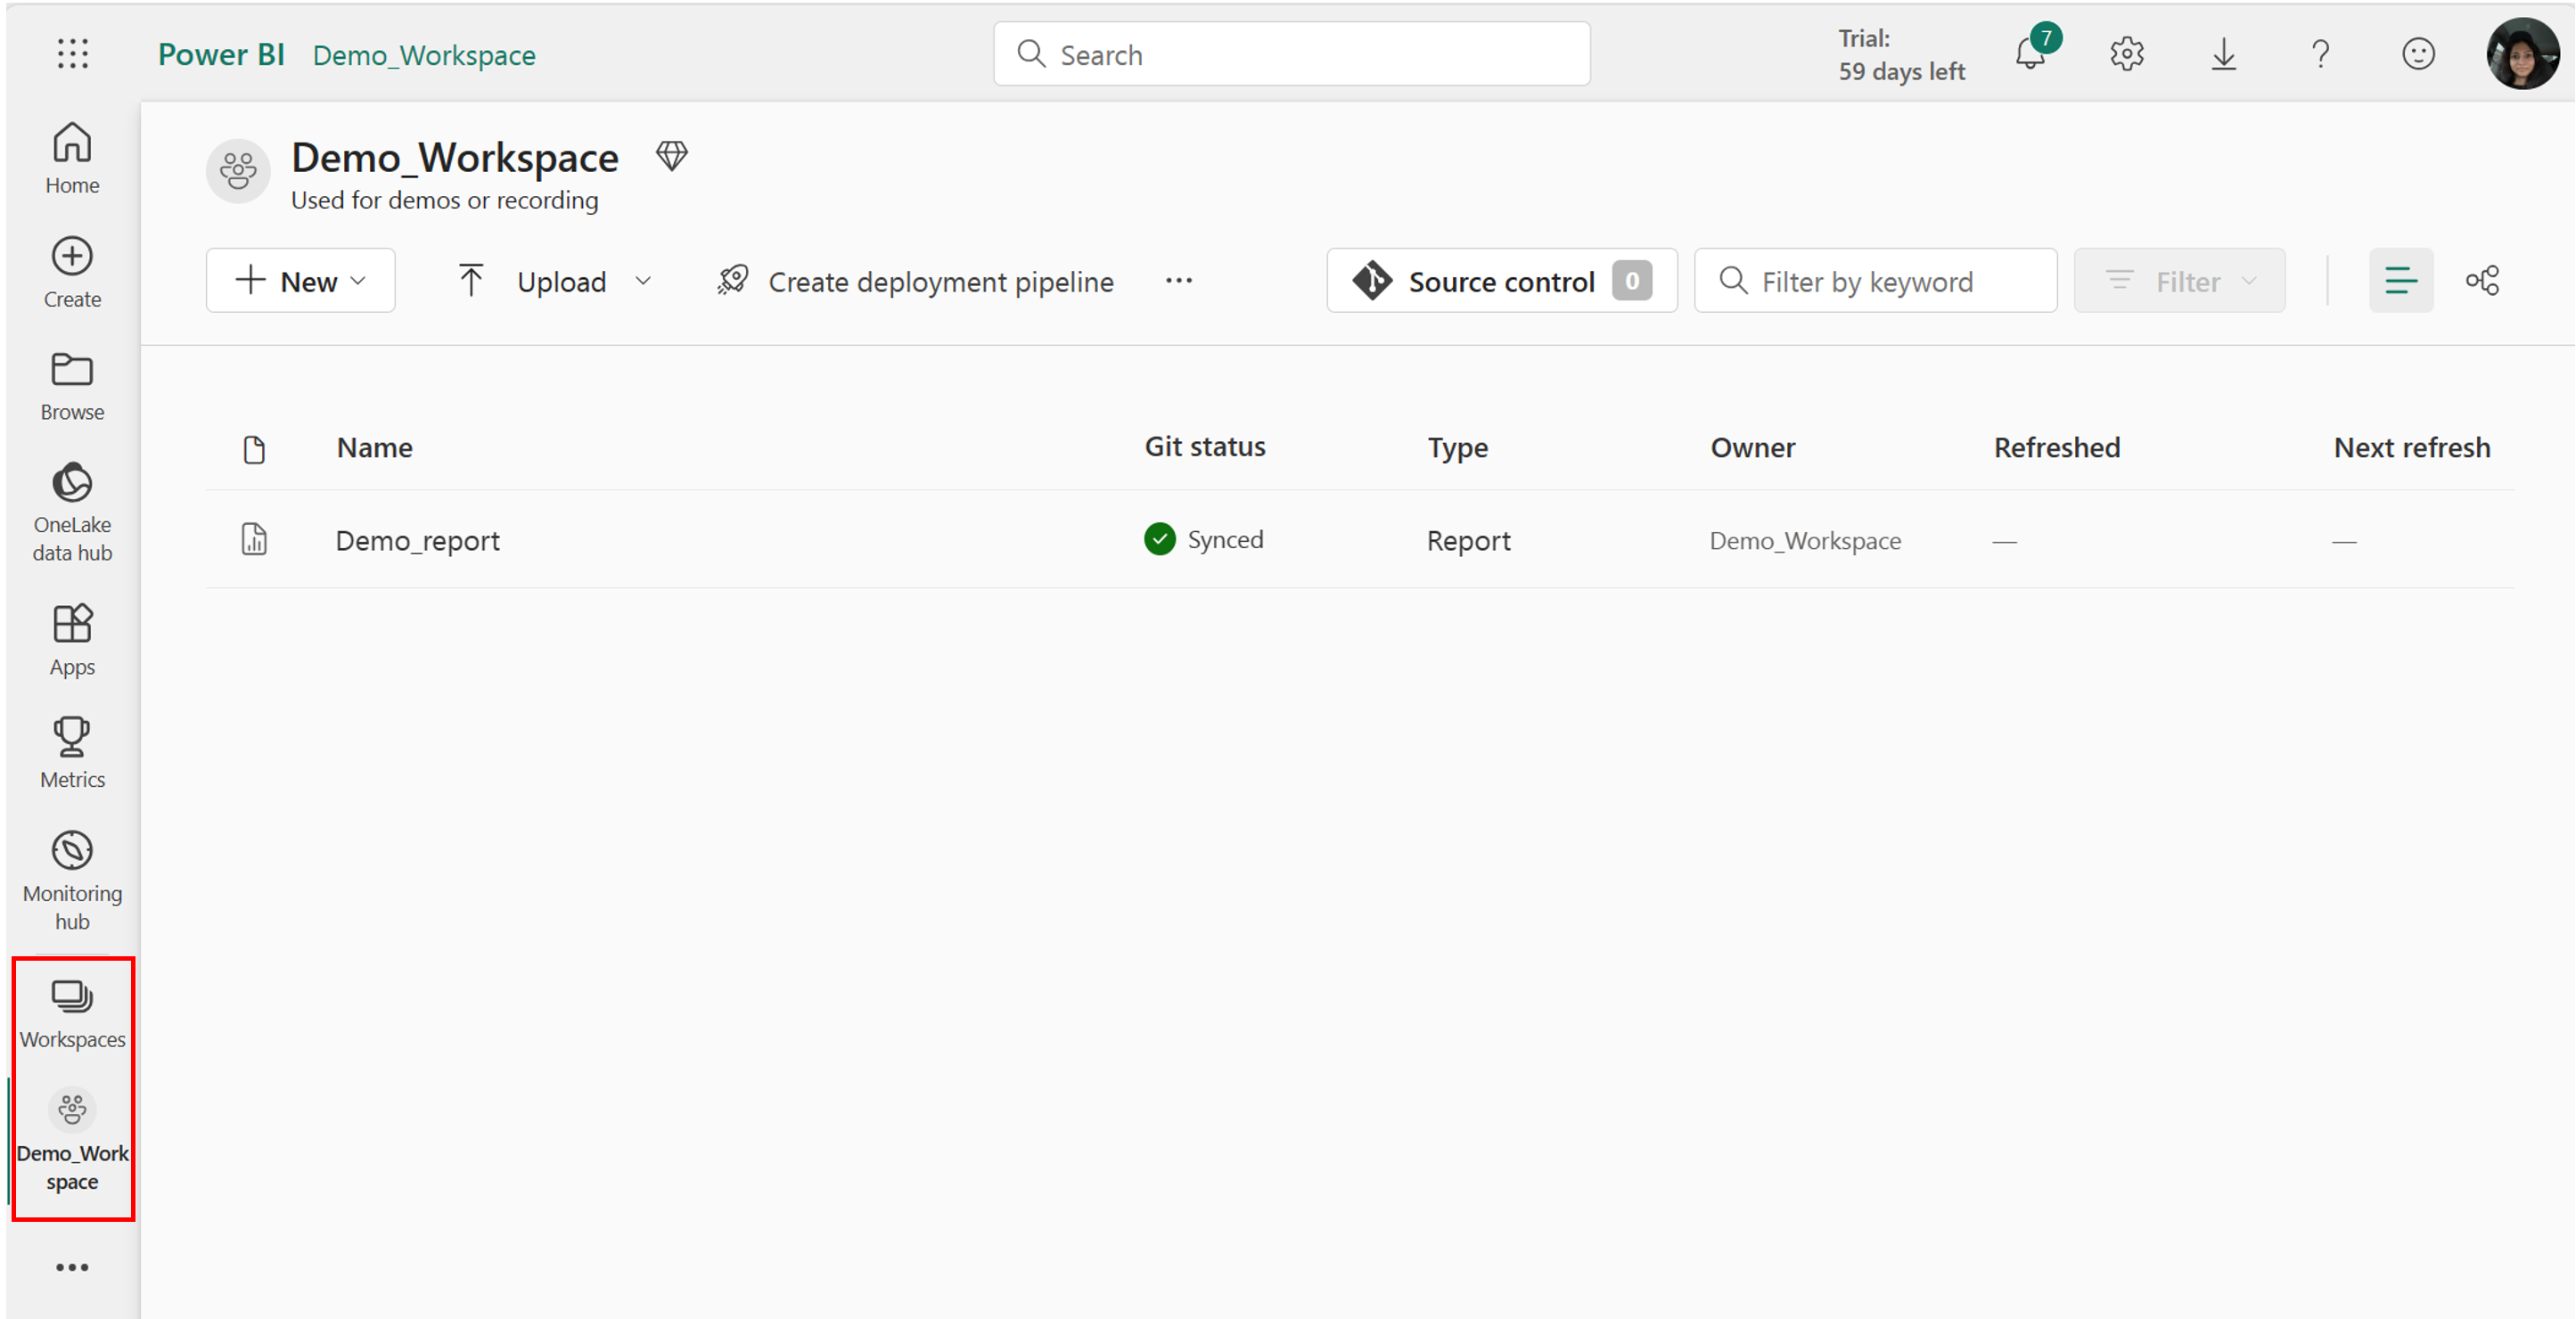 Power BI Demo_Workspace
Search
Trial:
59 days left
7
?
Home
Create
Browse
OneLake
data hub
Apps
Metrics
Monitoring
hub
Workspaces
Demo_Work
space
Demo_Workspace
Used for demos or recording
New
Upload
Create deployment pipeline
Source control 0
Filter by keyword
Filter
Name Git status Type Owner Refreshed Next refresh
Demo_report Synced Report Demo_Workspace — —